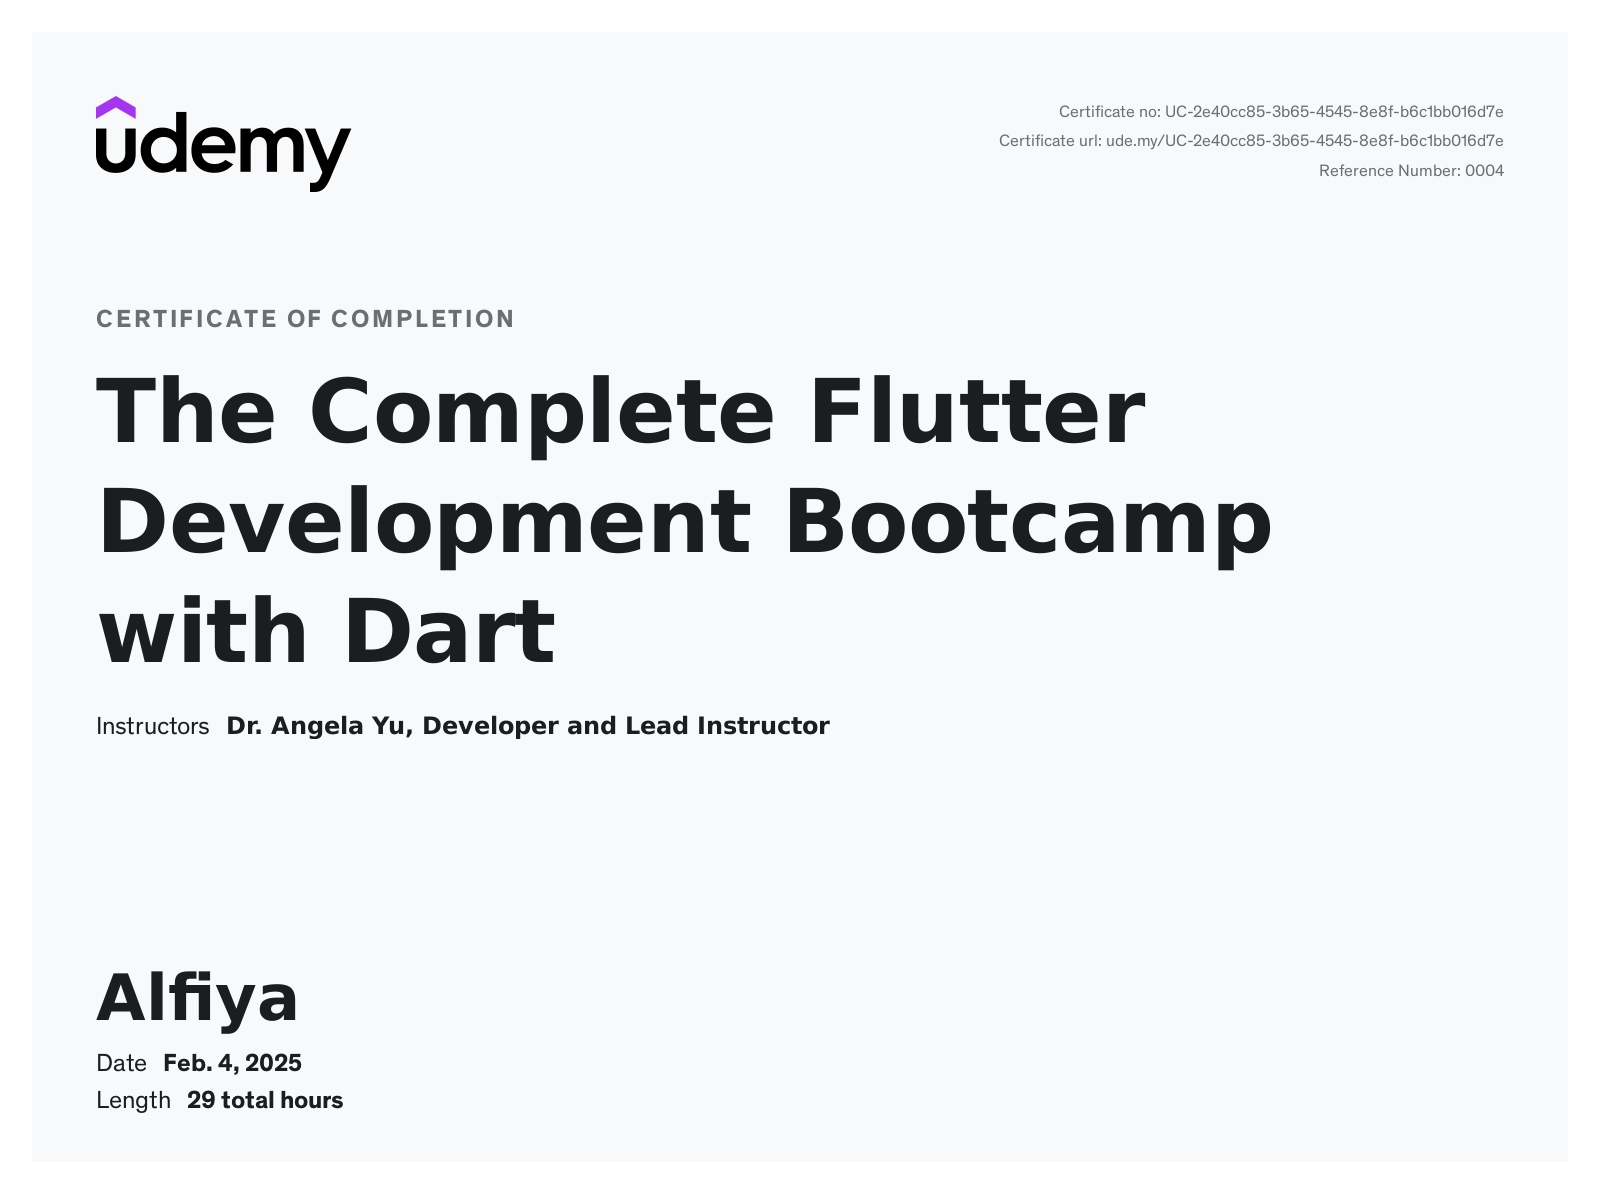 udemy
Certificate no: UC-2e40cc85-3b65-4545-8e8f-b6c1bb016d7e
Certificate url: ude.my/UC-2e40cc85-3b65-4545-8e8f-b6c1bb016d7e
Reference Number: 0004
CERTIFICATE OF COMPLETION
The Complete Flutter
Development Bootcamp
with Dart
Instructors Dr. Angela Yu, Developer and Lead Instructor
Alfiya
Date Feb. 4, 2025
Length 29 total hours